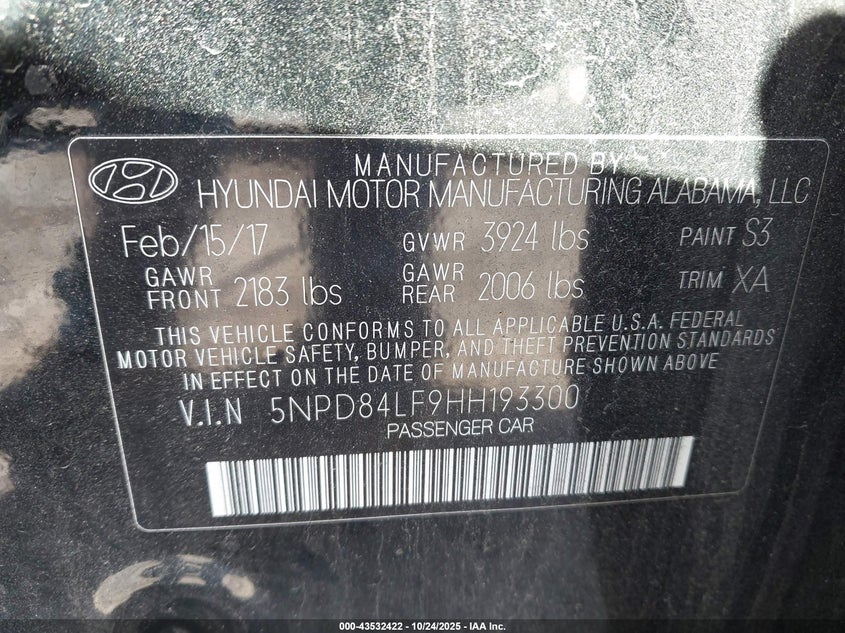 MANUFACTURED BY
HYUNDAI MOTOR MANUFACTURING ALABAMA, LLC
Feb/15/17 GVWR 3924 lbs PAINT S3
GAWR FRONT 2183 lbs GAWR REAR 2006 lbs TRIM XA
THIS VEHICLE CONFORMS TO ALL APPLICABLE U.S.A. FEDERAL
MOTOR VEHICLE SAFETY, BUMPER, AND THEFT PREVENTION STANDARDS
IN EFFECT ON THE DATE OF MANUFACTURE SHOWN ABOVE
V.I.N 5NPD84LF9HH193300
PASSENGER CAR
000-43532422 - 10/24/2025 - IAA Inc.